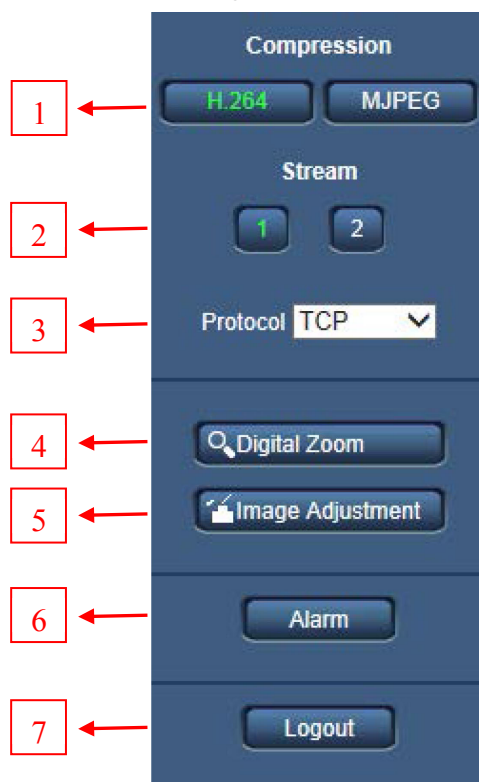 Compression
1 H.264 MJPEG
Stream
2 1 2
3 Protocol TCP
4 Digital Zoom
5 Image Adjustment
6 Alarm
7 Logout